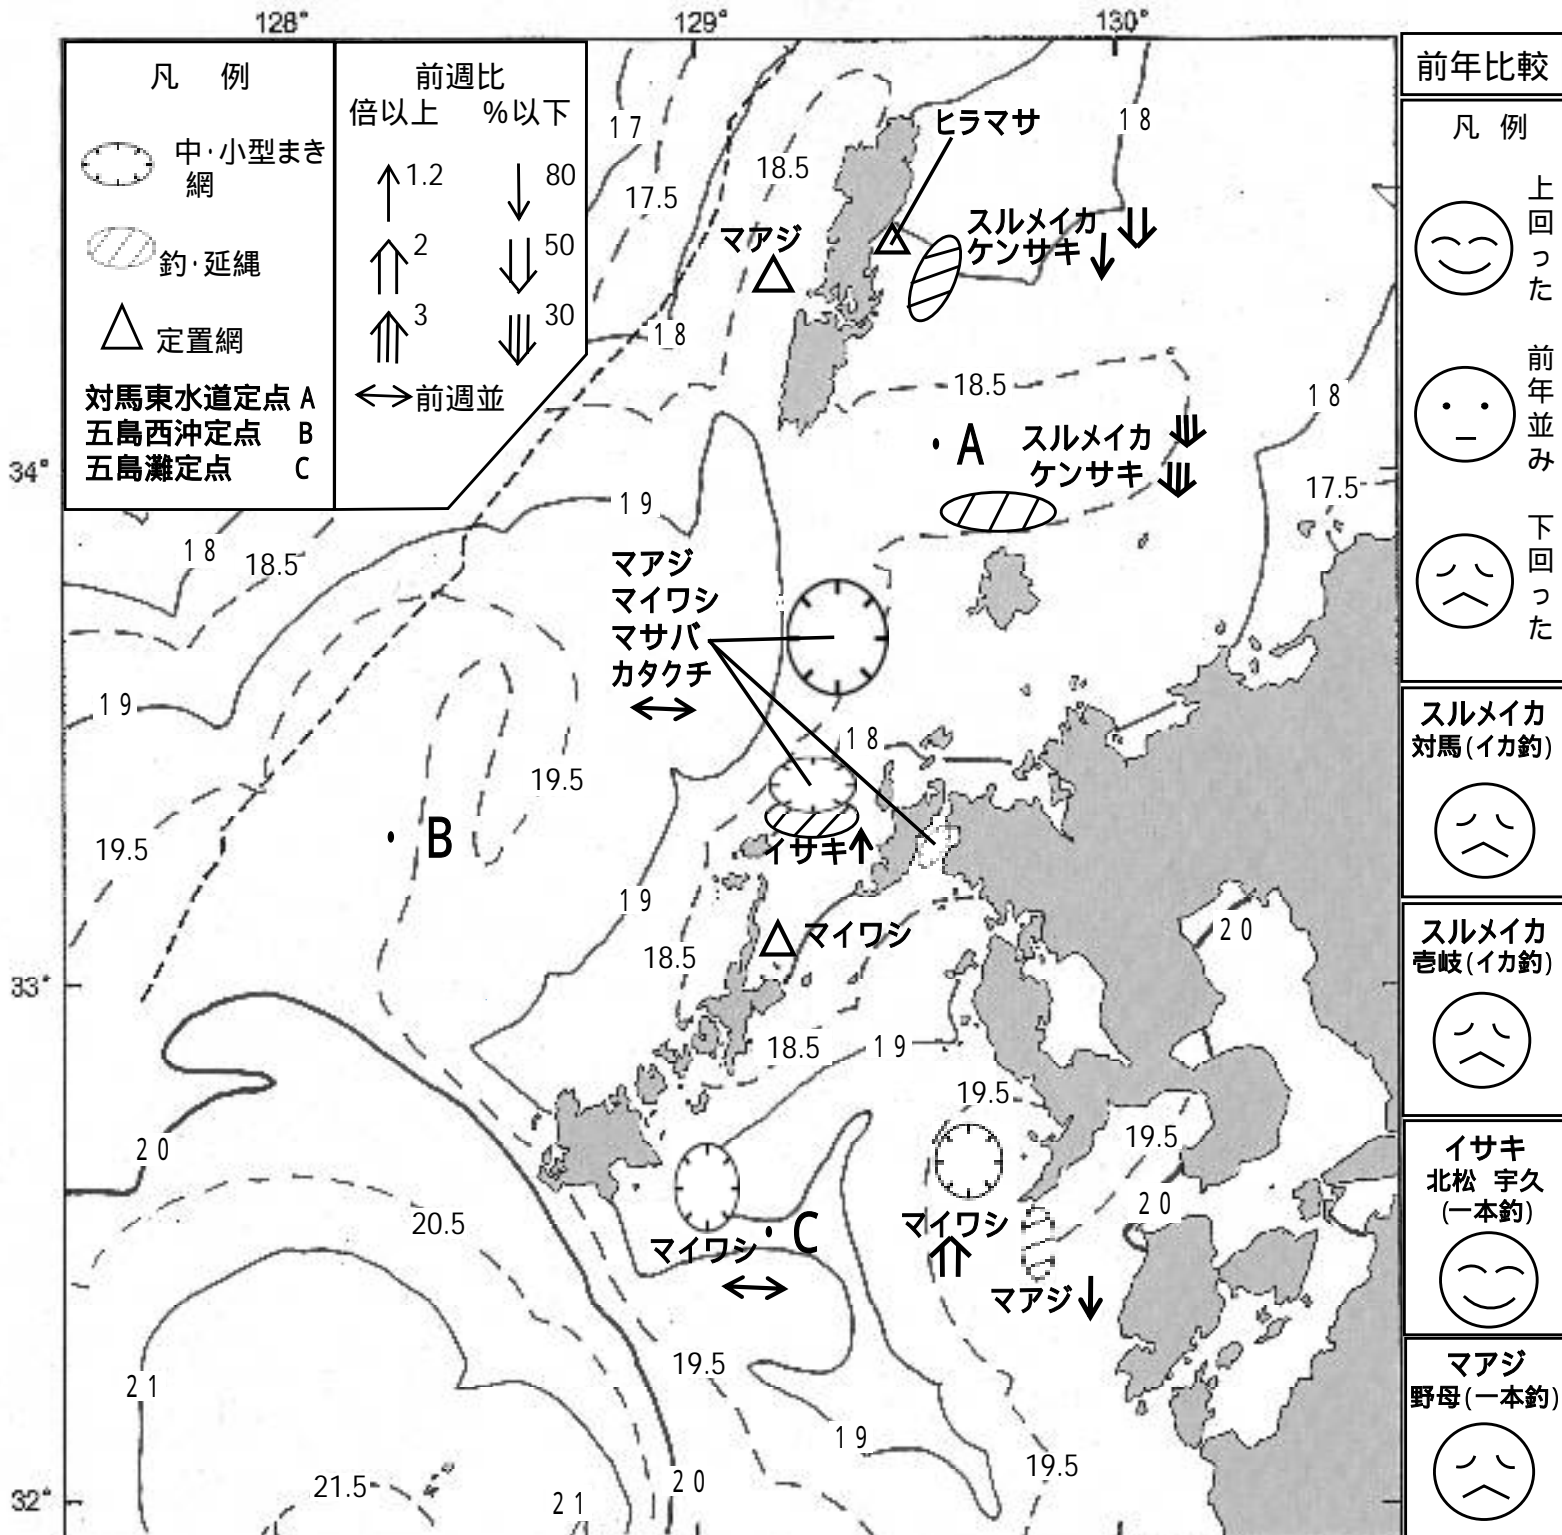 128°
129°
130°
34°
33°
32°
凡 例
中・小型まき
網
釣・延縄
定置網
対馬東水道定点 A
五島西沖定点 B
五島灘定点 C
前週比
倍以上 %以下
1.2 80
2 50
3 30
前週並
17
17.5
18
18.5
18
ヒラマサ
マアジ
スルメイカ
ケンサキ
18.5
18
17.5
A
スルメイカ
ケンサキ
19
18
18.5
マアジ
マイワシ
マサバ
カタクチ
19
19.5
19.5
B
18
イサキ
19
18.5
マイワシ
20
18.5
19
19.5
19.5
20
20
20.5
マイワシ
C
マイワシ
マアジ
21
19.5
19
19.5
21.5
21
20
前年比較
凡 例
上回った
前年並み
下回った
スルメイカ
対馬(イカ釣)
スルメイカ
壱岐(イカ釣)
イサキ
北松 宇久
(一本釣)
マアジ
野母(一本釣)